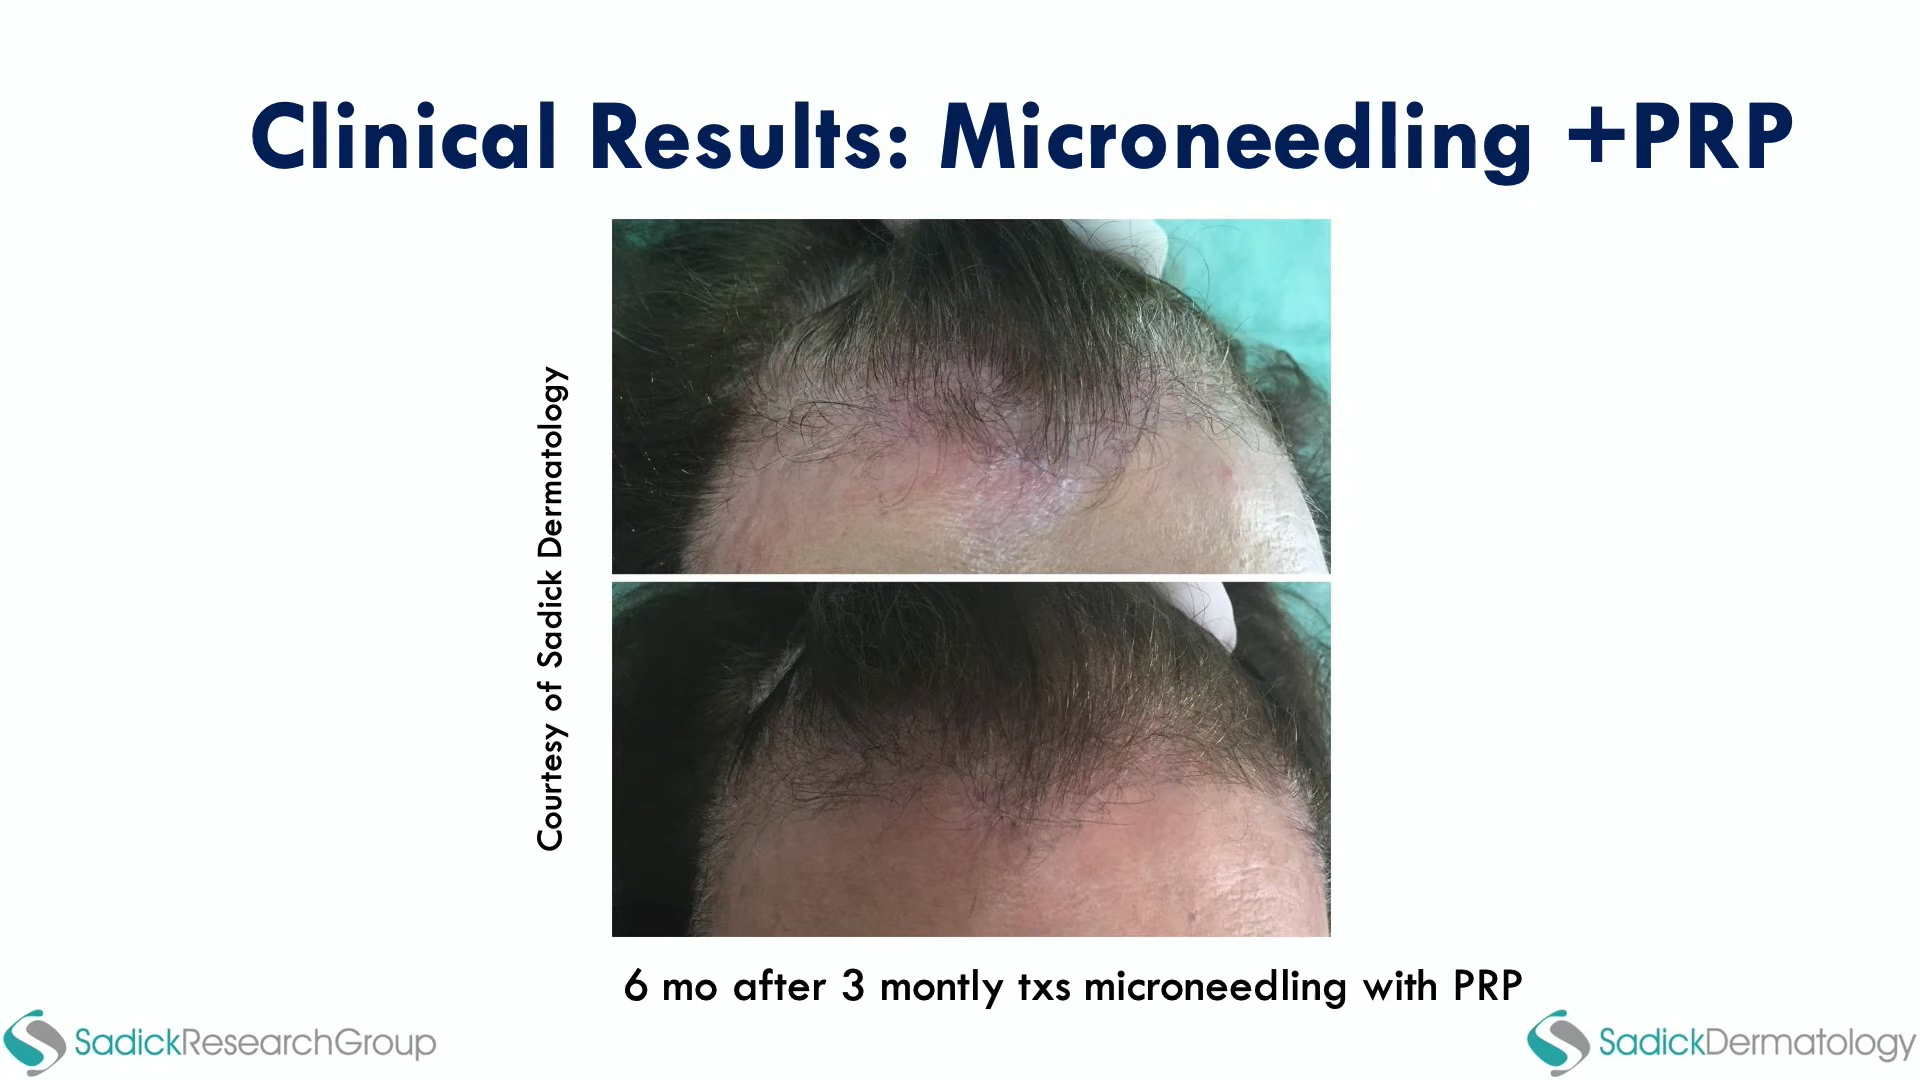 Clinical Results: Microneedling +PRP
Courtesy of Sadick Dermatology
6 mo after 3 montly txs microneedling with PRP
SadickResearchGroup
SadickDermatology